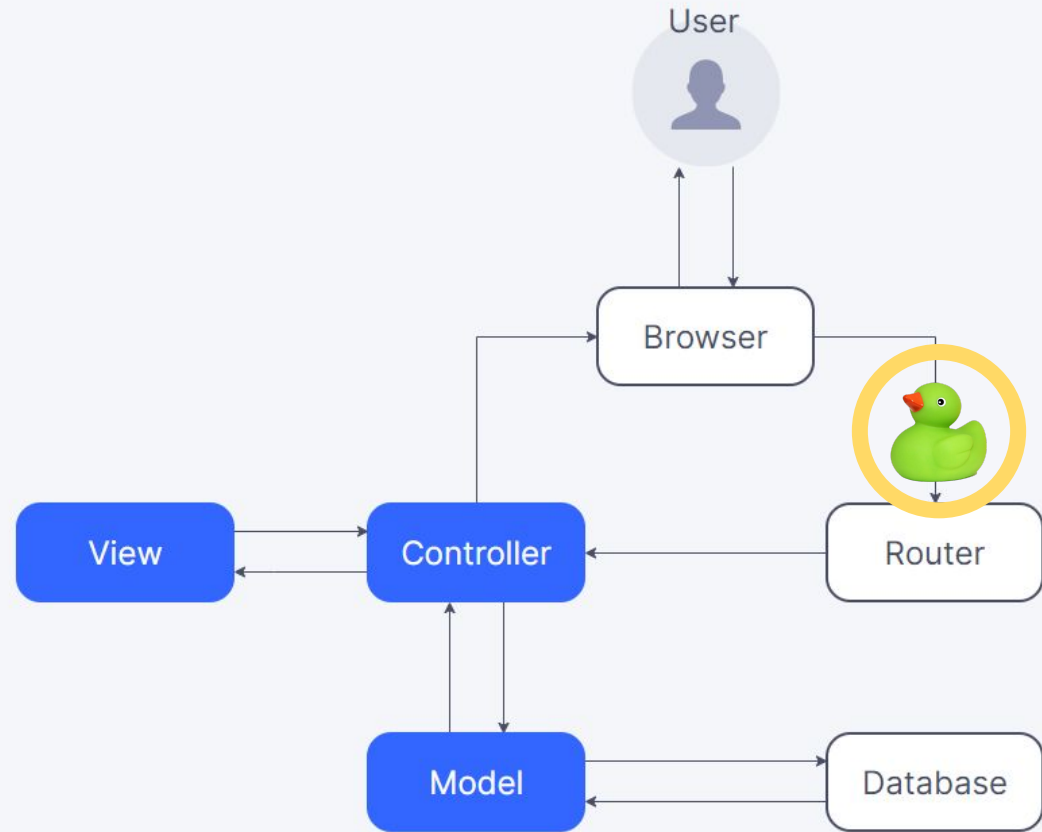 User
Browser
View
Controller
Router
Model
Database